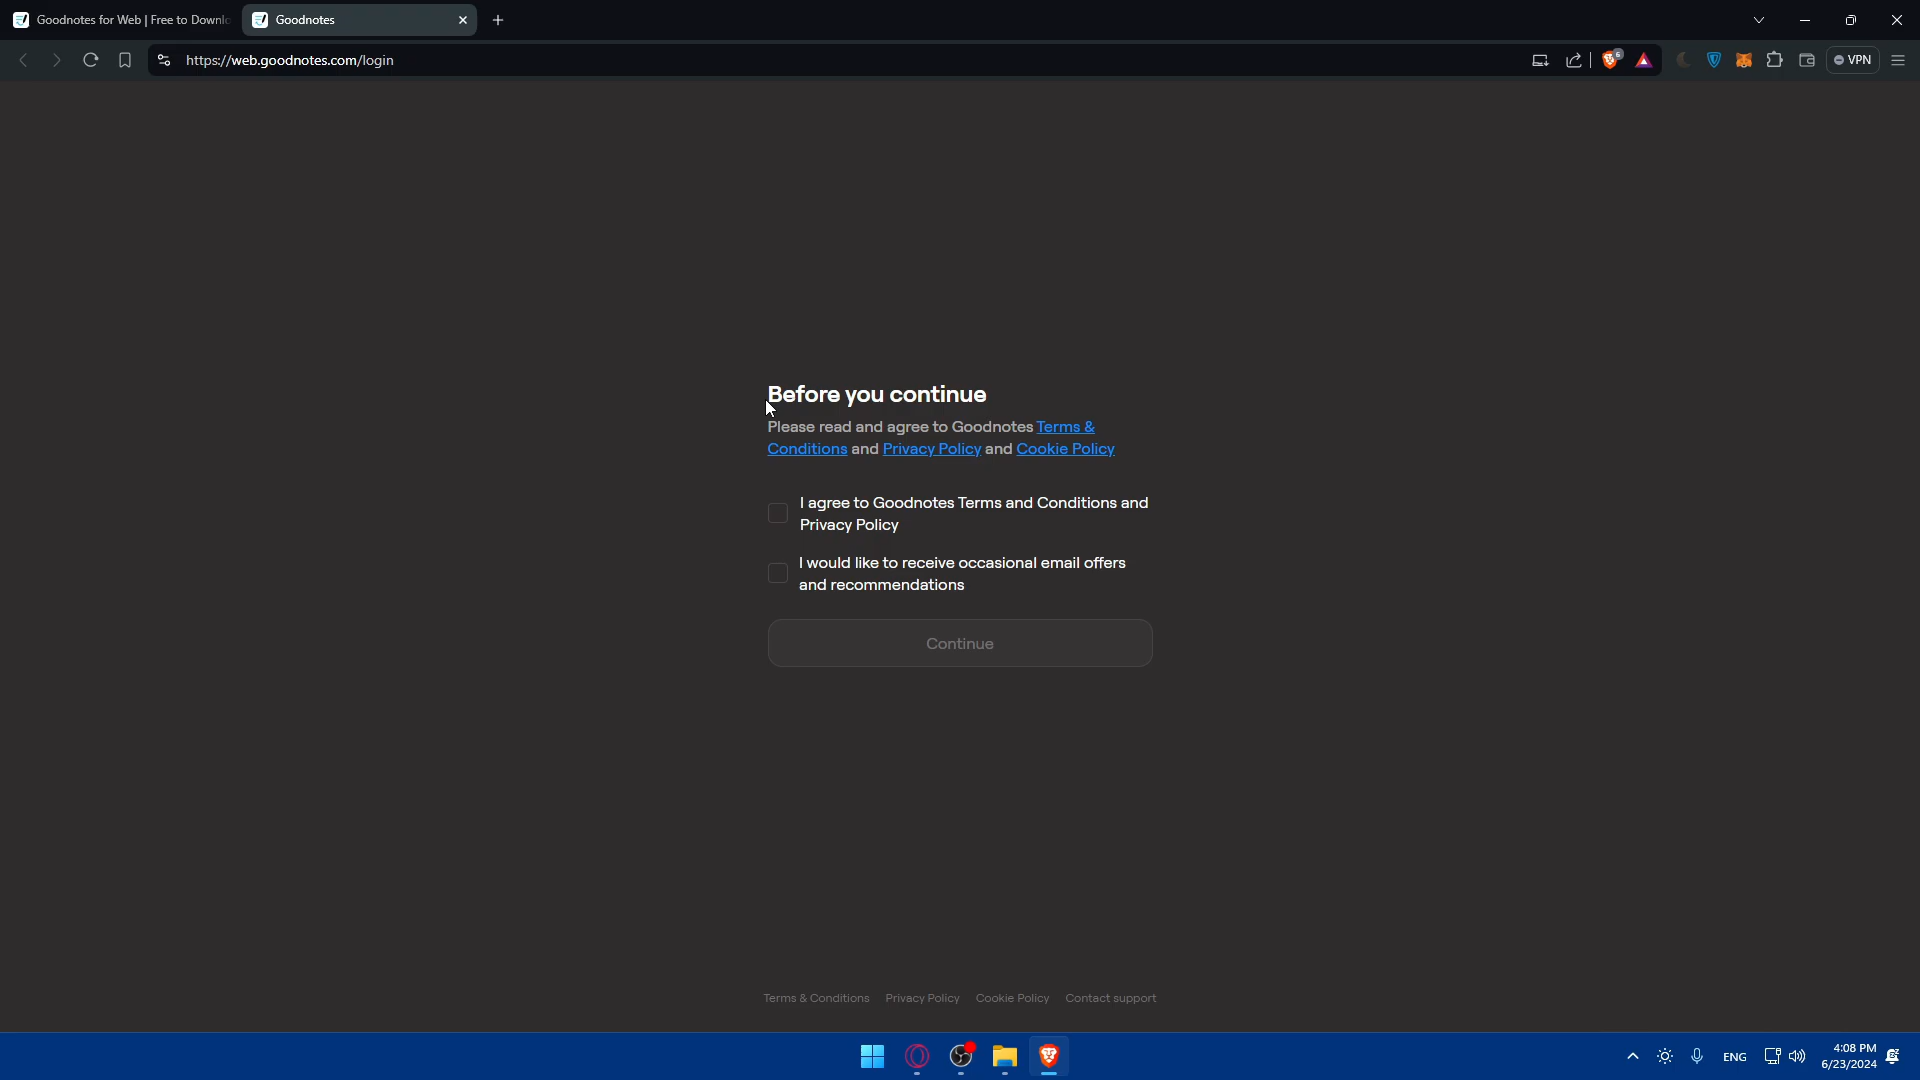 Goodnotes for Web | Free to Downlo
Goodnotes
https://web.goodnotes.com/login
6
VPN
Before you continue
Please read and agree to Goodnotes Terms &
Conditions and Privacy Policy and Cookie Policy
I agree to Goodnotes Terms and Conditions and
Privacy Policy
I would like to receive occasional email offers
and recommendations
Continue
Terms & Conditions Privacy Policy Cookie Policy Contact support
ENG
4:08 PM
6/23/2024